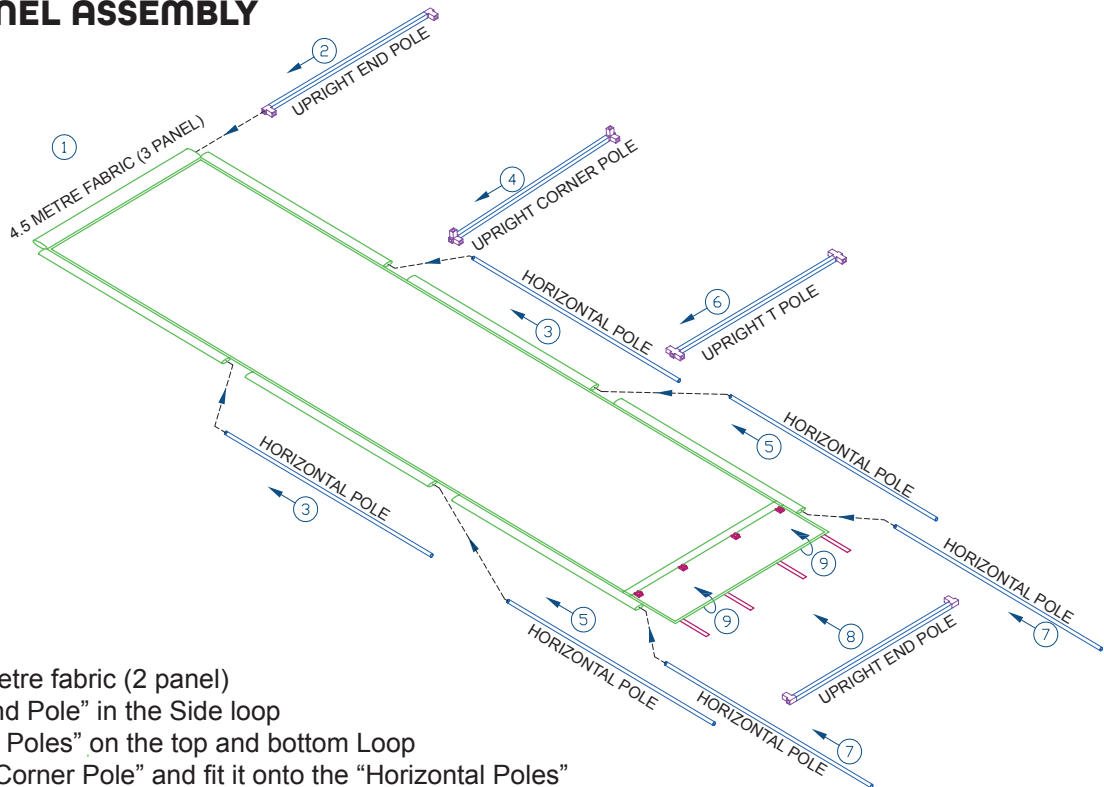 NEL ASSEMBLY
2
UPRIGHT END POLE
1
4.5 METRE FABRIC (3 PANEL)
4
UPRIGHT CORNER POLE
HORIZONTAL POLE
3
6
UPRIGHT T POLE
HORIZONTAL POLE
5
HORIZONTAL POLE
3
HORIZONTAL POLE
7
9
9
8
UPRIGHT END POLE
5
HORIZONTAL POLE
HORIZONTAL POLE
7
etre fabric (2 panel)
nd Pole” in the Side loop
Poles” on the top and bottom Loop
Corner Pole” and fit it onto the “Horizontal Poles”